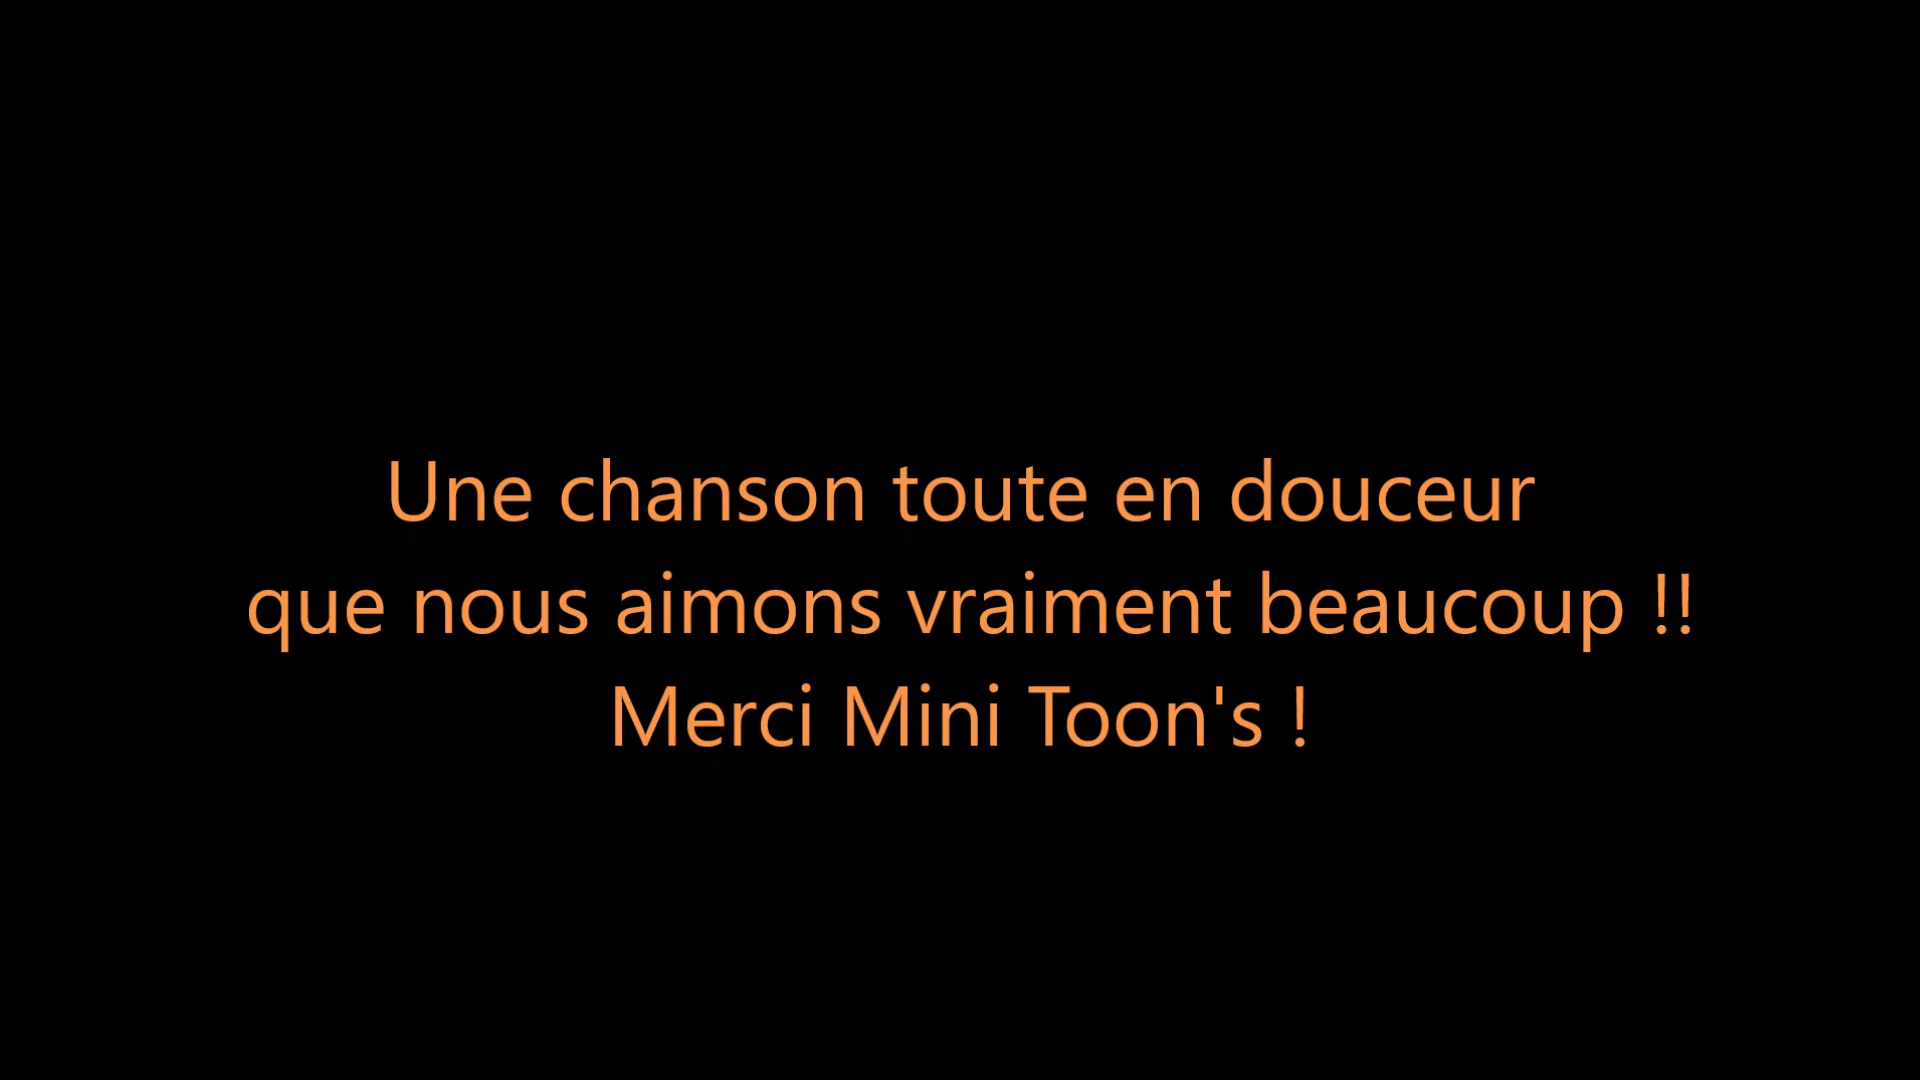 Une chanson toute en douceur
que nous aimons vraiment beaucoup !!
Merci Mini Toon's !